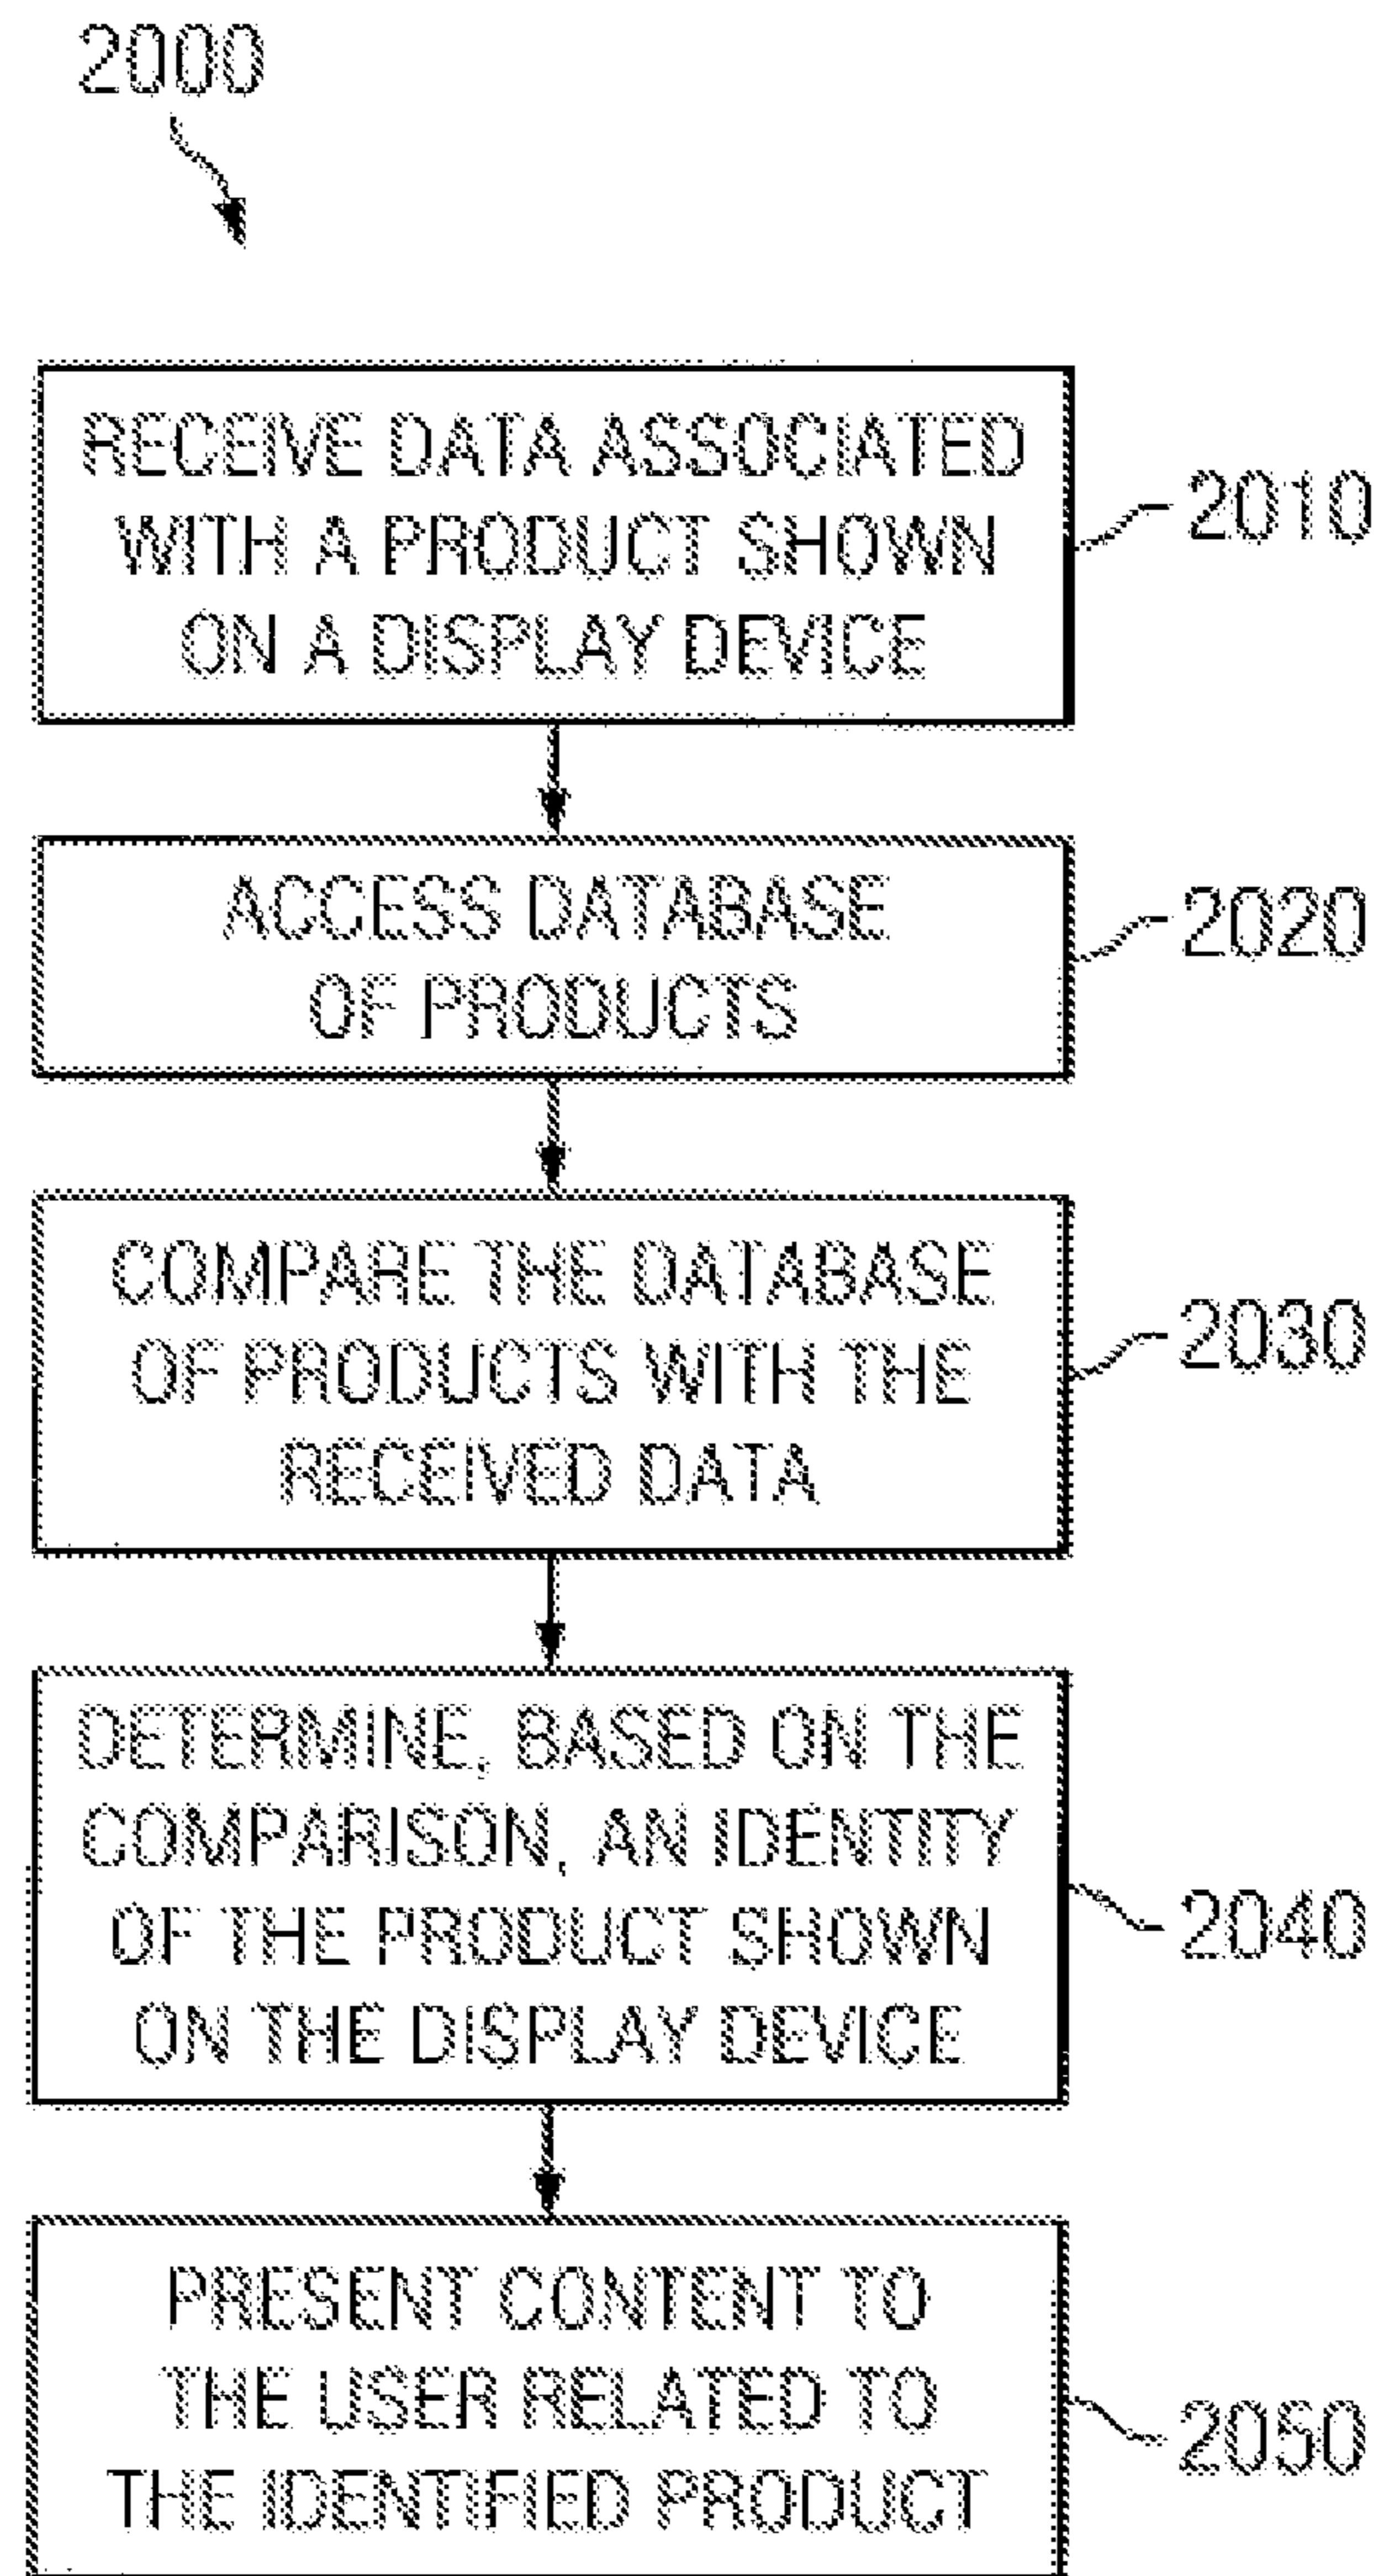 2000
RECEIVE DATA ASSOCIATED
WITH A PRODUCT SHOWN
ON A DISPLAY DEVICE
2010
ACCESS DATABASE
OF PRODUCTS
2020
COMPARE THE DATABASE
OF PRODUCTS WITH THE
RECEIVED DATA
2030
DETERMINE, BASED ON THE
COMPARISON, AN IDENTITY
OF THE PRODUCT SHOWN
ON THE DISPLAY DEVICE
2040
PRESENT CONTENT TO
THE USER RELATED TO
THE IDENTIFIED PRODUCT
2050